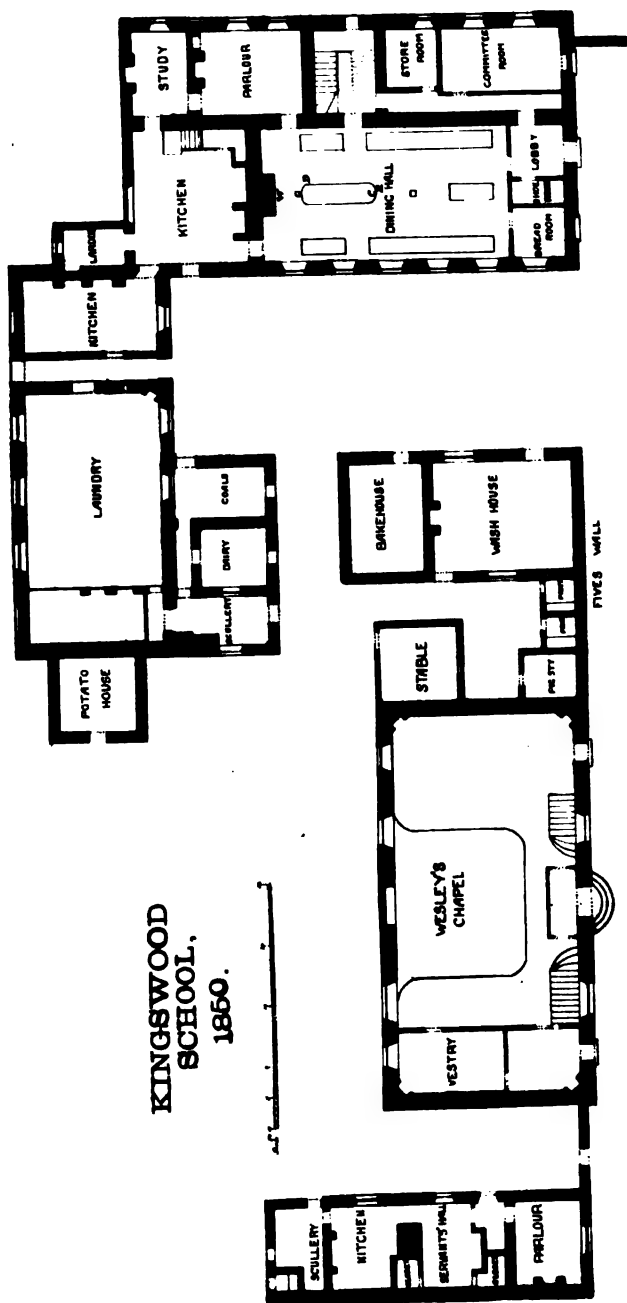 KINGSWOOD
SCHOOL,
1850.
STUDY
PARLOUR
STORE
ROOM
COMMITTEE
ROOM
KITCHEN
DINING HALL
LOBBY
BREAD
ROOM
LARDER
KITCHEN
LAUNDRY
COALS
DAIRY
SCULLERY
POTATO
HOUSE
BAKEHOUSE
WASH HOUSE
FIVES WALL
STABLE
PIG STY
WESLEY'S
CHAPEL
VESTRY
SCULLERY
KITCHEN
SERVANTS' HALL
PARLOUR